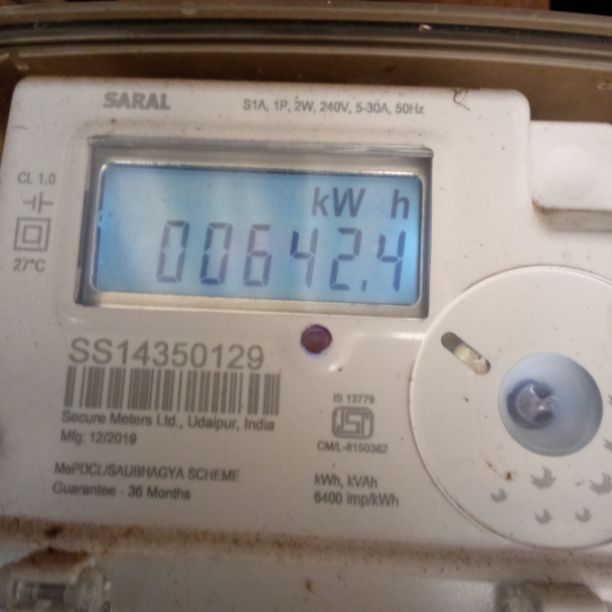 SARAL
S1A, 1P, 2W, 240V, 5-30A, 50Hz
CL 1.0
27°C
kW h
00642.4
SS14350129
Secure Meters Ltd., Udaipur, India
Mfg: 12/2019
IS 13779
ISI
CM/L-8150362
MePDCL/SAUBHAGYA SCHEME
Guarantee - 36 Months
kWh, kVAh
6400 imp/kWh